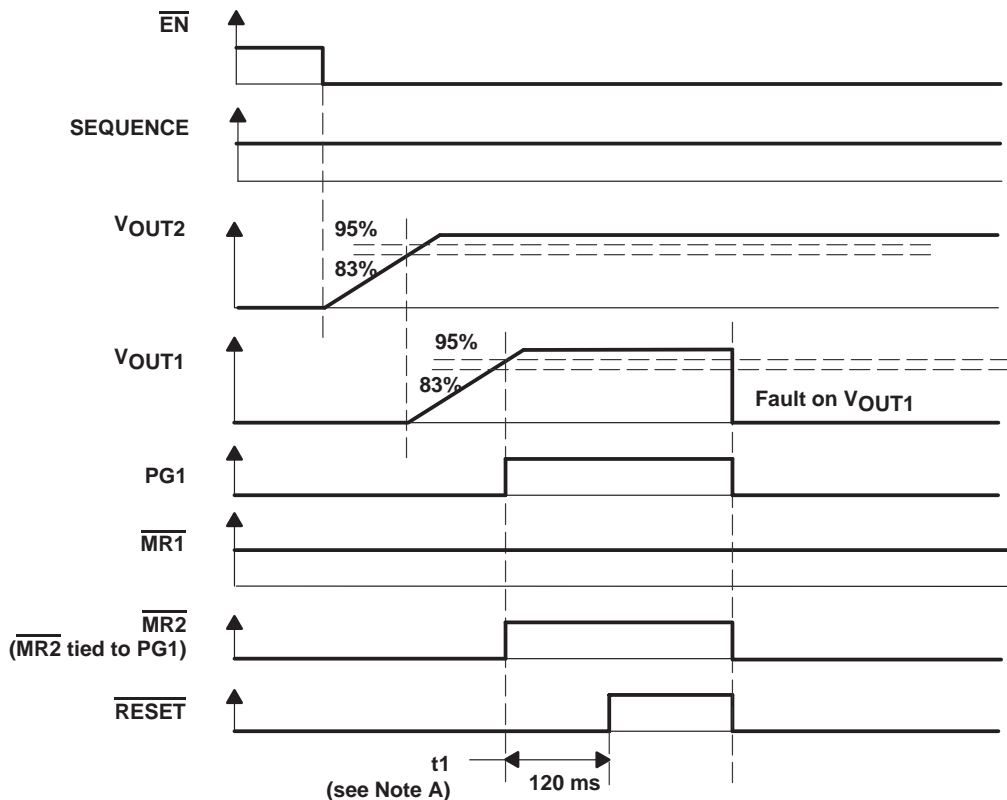 EN
SEQUENCE
VOUT2
95%
83%
VOUT1
95%
83%
Fault on VOUT1
PG1
MR1
MR2
(MR2 tied to PG1)
RESET
t1
(see Note A)
120 ms